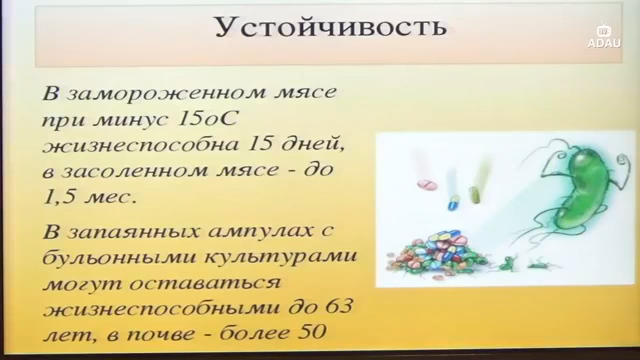 Устойчивость
TV
ADAU
В замороженном мясе
при минус 15оС
жизнеспособна 15 дней,
в засоленном мясе - до
1,5 мес.
В запаянных ампулах с
бульонными культурами
могут оставаться
жизнеспособными до 63
лет, в почве - более 50